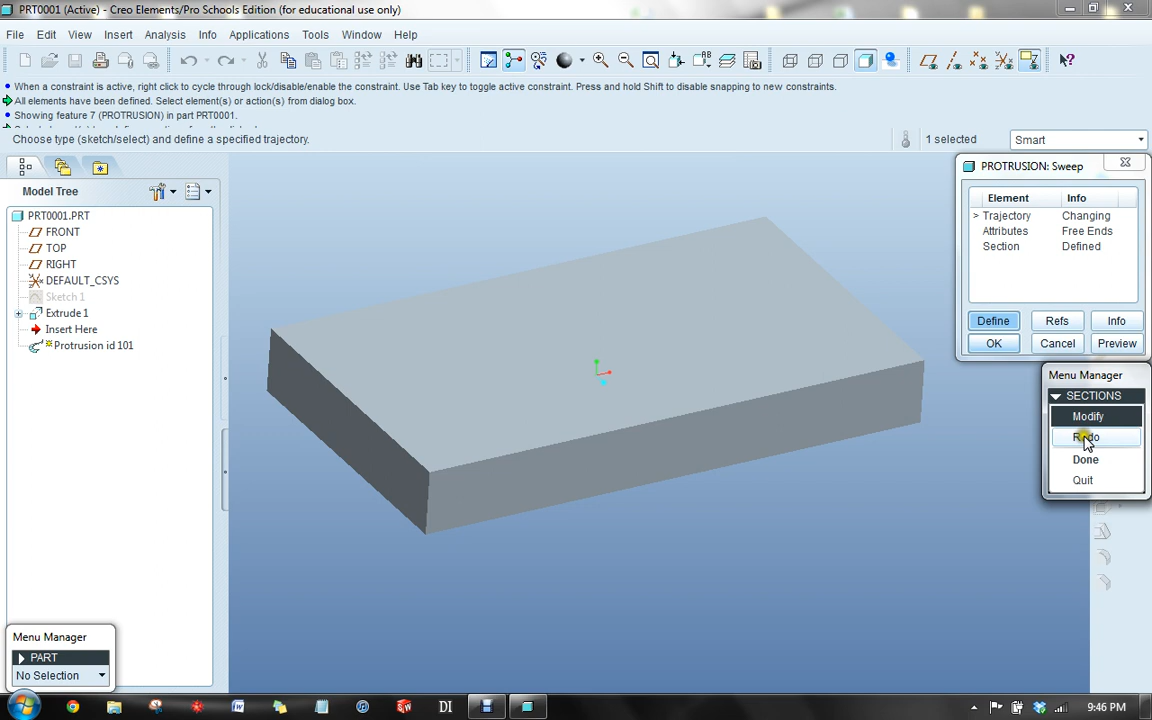 PRT0001 (Active) - Creo Elements/Pro Schools Edition (for educational use only)
File Edit View Insert Analysis Info Applications Tools Window Help
• When a constraint is active, right click to cycle through lock/disable/enable the constraint. Use Tab key to toggle active constraint. Press and hold Shift to disable snapping to new constraints.
All elements have been defined. Select element(s) or action(s) from dialog box.
• Showing feature 7 (PROTRUSION) in part PRT0001.
Choose type (sketch/select) and define a specified trajectory.
1 selected
Smart
Model Tree
PRT0001.PRT
FRONT
TOP
RIGHT
DEFAULT_CSYS
Sketch 1
Extrude 1
Insert Here
Protrusion id 101
PROTRUSION: Sweep
Element Info
> Trajectory Changing
Attributes Free Ends
Section Defined
Define Refs Info
OK Cancel Preview
Menu Manager
SECTIONS
Modify
Redo
Done
Quit
Menu Manager
PART
No Selection
DI
9:46 PM